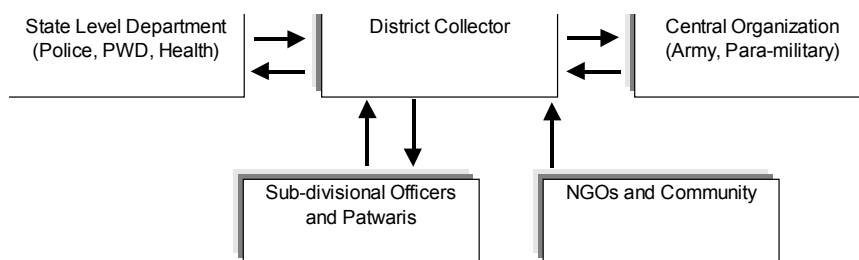 State Level Department
(Police, PWD, Health)
District Collector
Central Organization
(Army, Para-military)
Sub-divisional Officers
and Patwaris
NGOs and Community